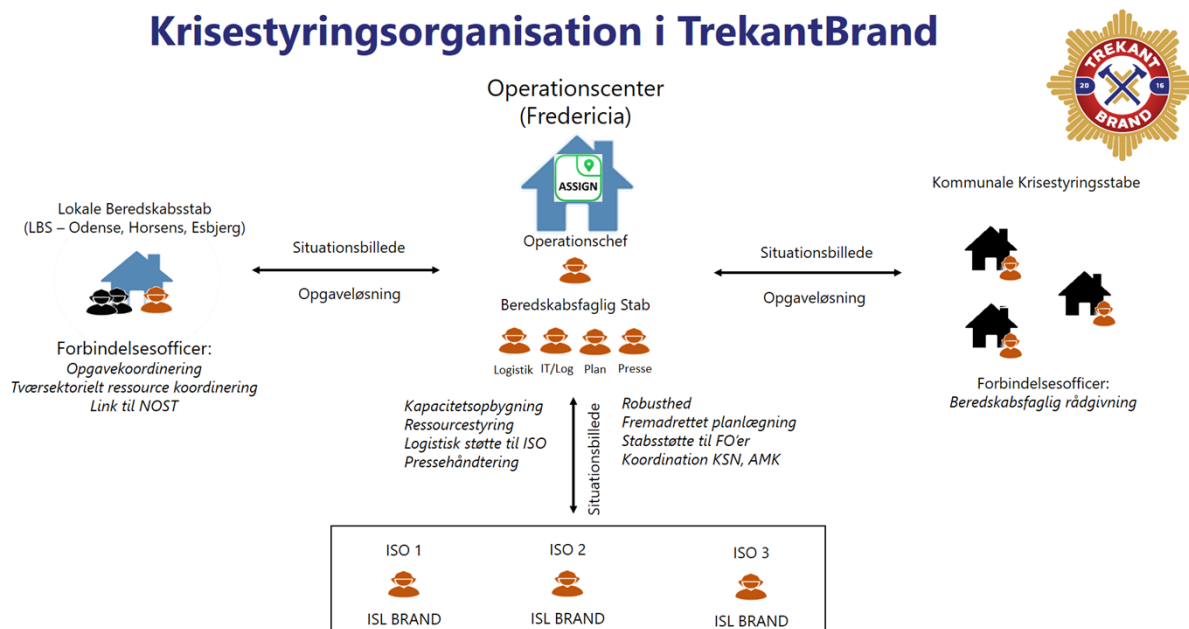 Krisestyringsorganisation i TrekantBrand
TREKANT
20 16
BRAND
Operationscenter
(Fredericia)
ASSIGN
Operationschef
Beredskabsfaglig Stab
Logistik IT/Log Plan Presse
Lokale Beredskabsstab
(LBS – Odense, Horsens, Esbjerg)
Situationsbillede
Opgaveløsning
Forbindelsesofficer:
Opgavekoordinering
Tværsektorielt ressource koordinering
Link til NOST
Kommunale Krisestyringsstabe
Situationsbillede
Opgaveløsning
Forbindelsesofficer:
Beredskabsfaglig rådgivning
Kapacitetsopbygning
Ressourcestyring
Logistisk støtte til ISO
Pressehåndtering
Situationsbillede
Robusthed
Fremadrettet planlægning
Stabsstøtte til FO'er
Koordination KSN, AMK
ISO 1 ISO 2 ISO 3
ISL BRAND ISL BRAND ISL BRAND